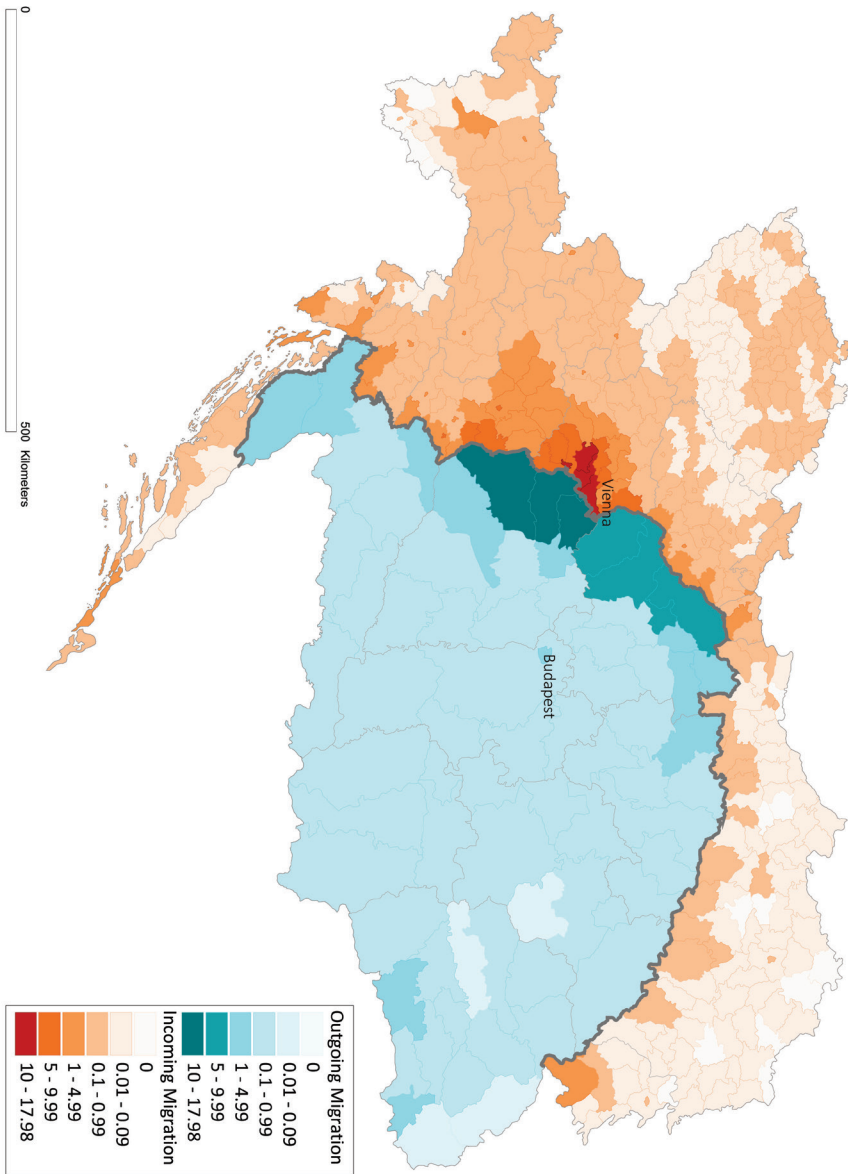 Vienna
Budapest
0
500 Kilometers
Outgoing Migration
0
0.01 - 0.09
0.1 - 0.99
1 - 4.99
5 - 9.99
10 - 17.98
Incoming Migration
0
0.01 - 0.09
0.1 - 0.99
1 - 4.99
5 - 9.99
10 - 17.98